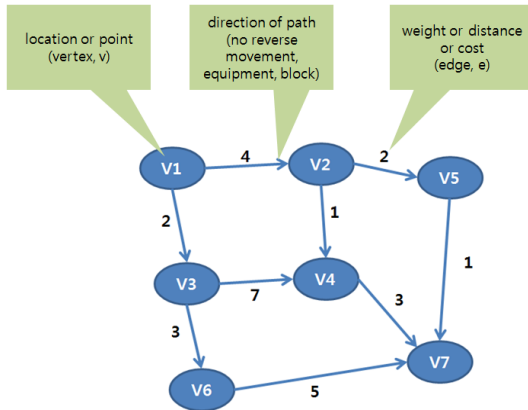 location or point
(vertex, v)
direction of path
(no reverse
movement,
equipment, block)
weight or distance
or cost
(edge, e)
V1
4
V2
2
V5
2
1
1
V3
7
V4
3
3
V7
V6
5